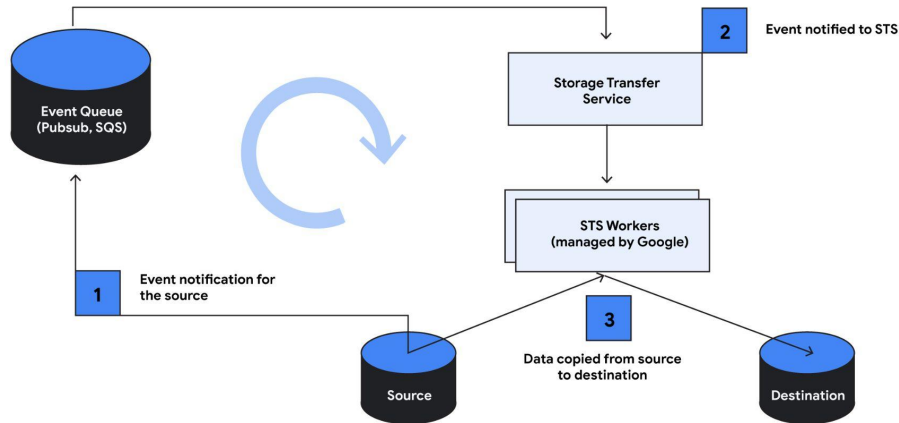 2
Event notified to STS
Storage Transfer
Service
Event Queue
(Pubsub, SQS)
STS Workers
(managed by Google)
1
Event notification for
the source
3
Data copied from source
to destination
Source
Destination